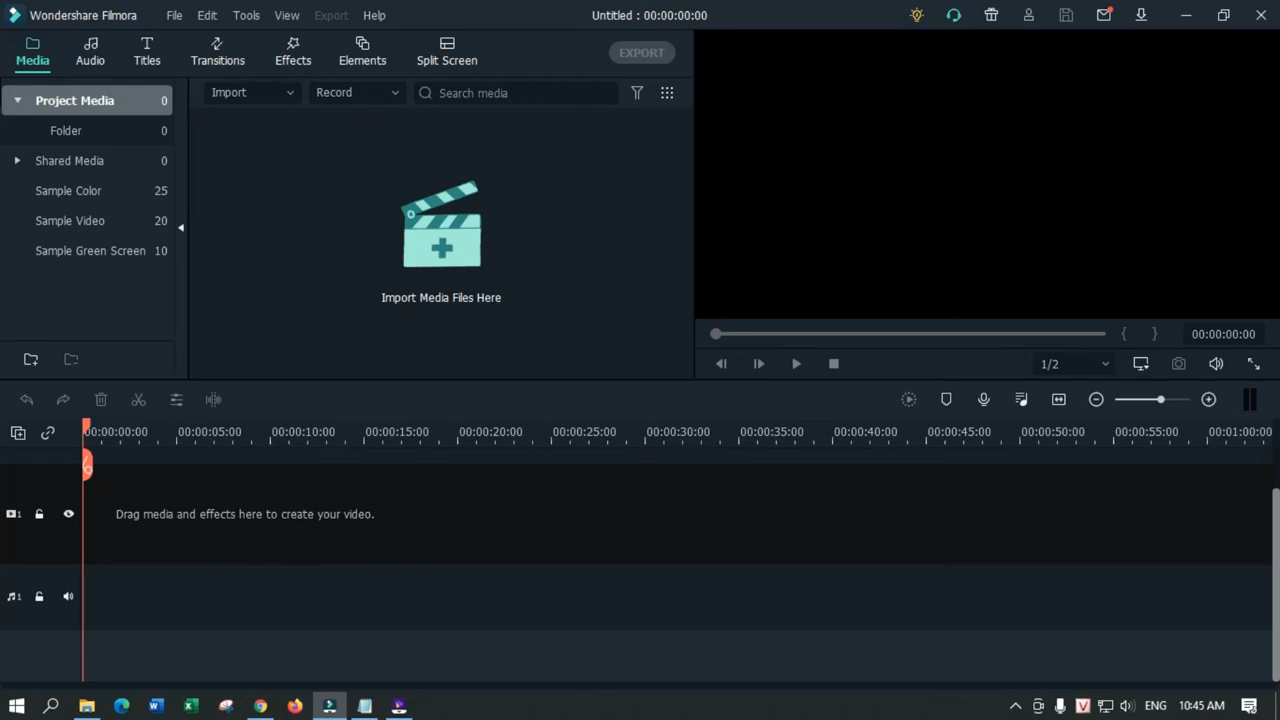 Wondershare Filmora File Edit Tools View Export Help Untitled : 00:00:00:00
Media Audio Titles Transitions Effects Elements Split Screen EXPORT
Project Media 0
Folder 0
Shared Media 0
Sample Color 25
Sample Video 20
Sample Green Screen 10
Import Record Search media
Import Media Files Here
00:00:00:00
1/2
00:00:00:00 00:00:05:00 00:00:10:00 00:00:15:00 00:00:20:00 00:00:25:00 00:00:30:00 00:00:35:00 00:00:40:00 00:00:45:00 00:00:50:00 00:00:55:00 00:01:00:00
1 Drag media and effects here to create your video.
1
ENG 10:45 AM